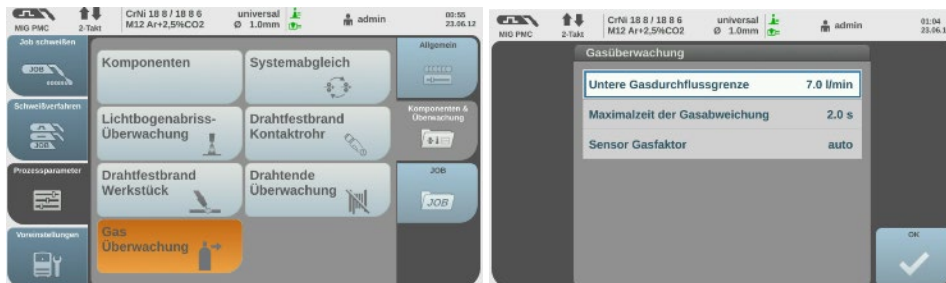 MIG PMC
2-Takt
CrNi 18 8 / 18 8 6
M12 Ar+2,5%CO2
universal
Ø 1.0mm
admin
00:55
23.06.12
Job schweißen
JOB
Schweißverfahren
JOB
Prozessparameter
Voreinstellungen
Komponenten
Systemabgleich
Lichtbogenabriss-
Überwachung
Drahtfestbrand
Kontaktrohr
Drahtfestbrand
Werkstück
Drahtende
Überwachung
Gas
Überwachung
Allgemein
Komponenten &
Überwachung
JOB
JOB
MIG PMC
2-Takt
CrNi 18 8 / 18 8 6
M12 Ar+2,5%CO2
universal
Ø 1.0mm
admin
01:04
23.06.1
Gasüberwachung
Untere Gasdurchflussgrenze 7.0 l/min
Maximalzeit der Gasabweichung 2.0 s
Sensor Gasfaktor auto
OK